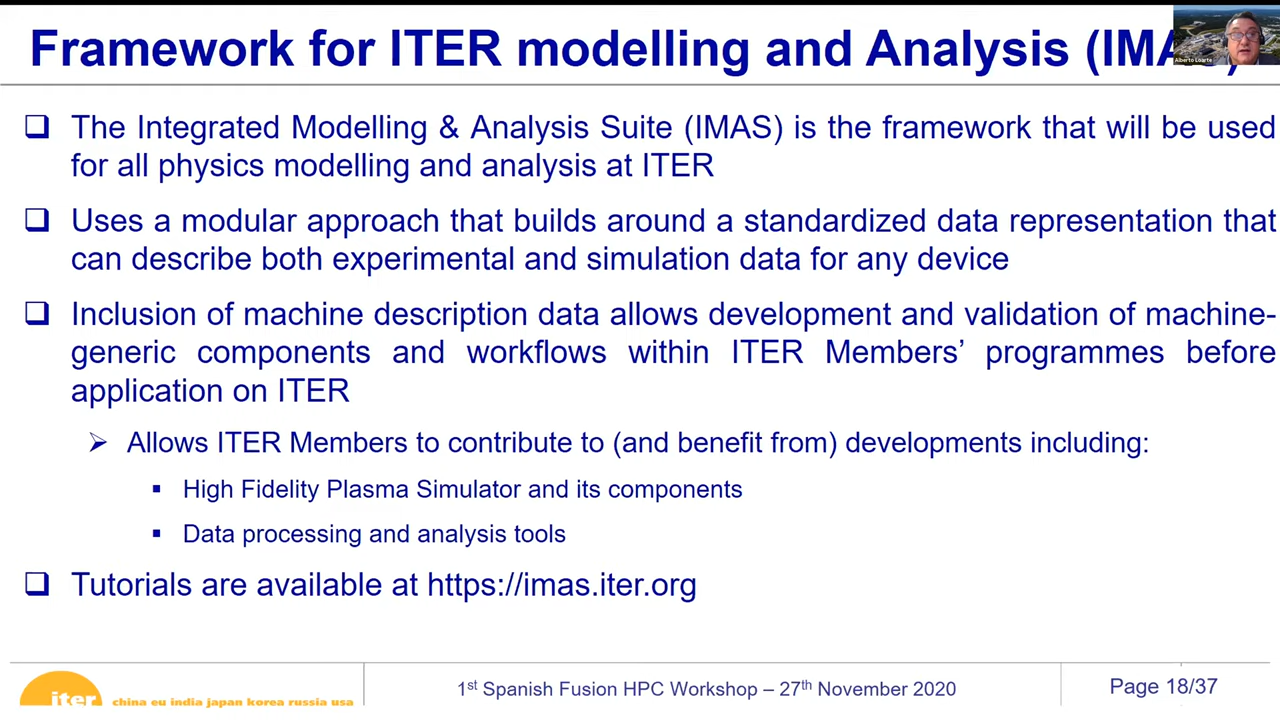 Framework for ITER modelling and Analysis (IMAS)
Alberto Loarte
The Integrated Modelling & Analysis Suite (IMAS) is the framework that will be used
for all physics modelling and analysis at ITER
Uses a modular approach that builds around a standardized data representation that
can describe both experimental and simulation data for any device
Inclusion of machine description data allows development and validation of machine-
generic components and workflows within ITER Members’ programmes before
application on ITER
Allows ITER Members to contribute to (and benefit from) developments including:
High Fidelity Plasma Simulator and its components
Data processing and analysis tools
Tutorials are available at https://imas.iter.org
iter
china eu india japan korea russia usa
1st Spanish Fusion HPC Workshop – 27th November 2020
Page 18/37